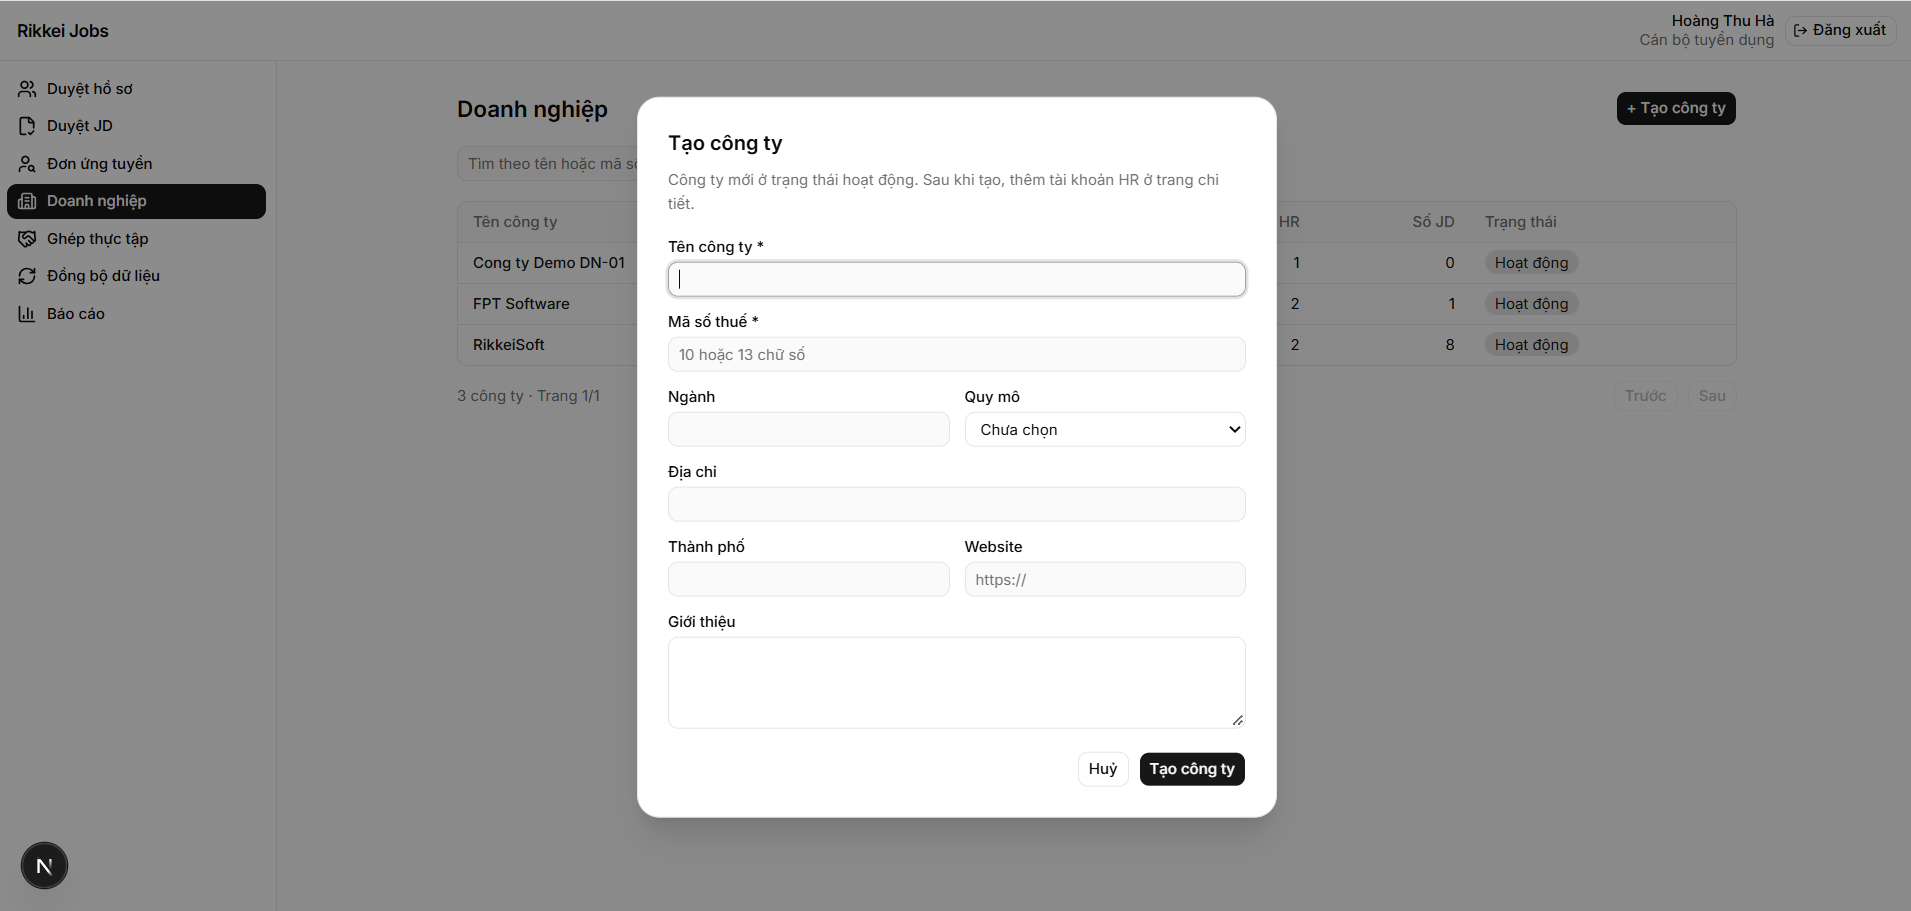 Rikkei Jobs
Hoàng Thu Hà
Cán bộ tuyển dụng
Đăng xuất
Duyệt hồ sơ
Duyệt JD
Đơn ứng tuyển
Doanh nghiệp
Ghép thực tập
Đồng bộ dữ liệu
Báo cáo
Doanh nghiệp
+ Tạo công ty
Tìm theo tên hoặc mã
Tên công ty HR Số JD Trạng thái
Cong ty Demo DN-01 1 0 Hoạt động
FPT Software 2 1 Hoạt động
RikkeiSoft 2 8 Hoạt động
3 công ty · Trang 1/1
Trước Sau
Tạo công ty
Công ty mới ở trạng thái hoạt động. Sau khi tạo, thêm tài khoản HR ở trang chi
tiết.
Tên công ty *
Mã số thuế *
10 hoặc 13 chữ số
Ngành Quy mô
Chưa chọn
Địa chỉ
Thành phố Website
https://
Giới thiệu
Huỷ Tạo công ty
N